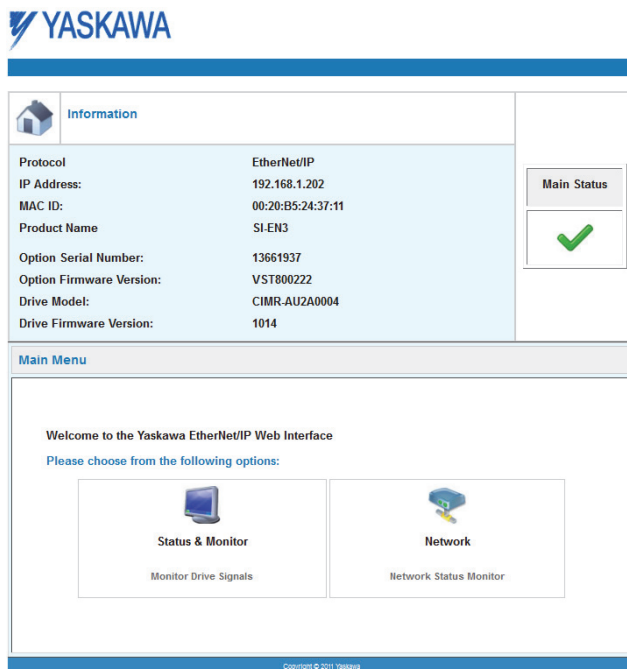 YASKAWA
Information
Protocol EtherNet/IP
IP Address: 192.168.1.202
MAC ID: 00:20:B5:24:37:11
Product Name SI-EN3
Option Serial Number: 13661937
Option Firmware Version: VST800222
Drive Model: CIMR-AU2A0004
Drive Firmware Version: 1014
Main Status
Main Menu
Welcome to the Yaskawa EtherNet/IP Web Interface
Please choose from the following options:
Status & Monitor
Monitor Drive Signals
Network
Network Status Monitor
Copyright © 2011 Yaskawa